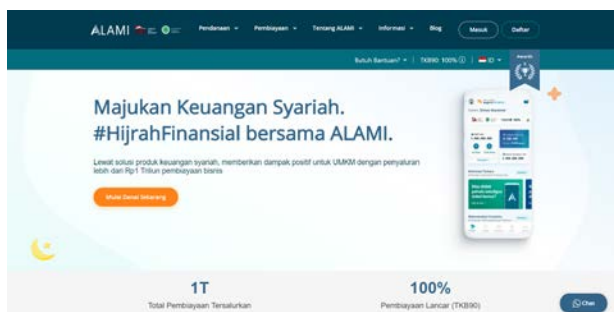 ALAMI
Pendanaan
Pembiayaan
Tentang ALAMI
Informasi
Blog
Masuk
Daftar
Butuh Bantuan?
TKB90: 100%
ID
Majukan Keuangan Syariah.
#HijrahFinansial bersama ALAMI.
Lewat solusi produk keuangan syariah, memberikan dampak positif untuk UMKM dengan penyaluran
lebih dari Rp1 Triliun pembiayaan bisnis
Mulai Danai Sekarang
1T
Total Pembiayaan Tersalurkan
100%
Pembiayaan Lancar (TKB90)
Chat